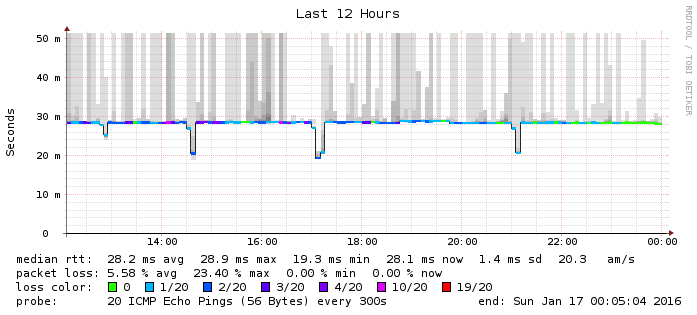 Last 12 Hours
RRDTOOL / TOBI OETIKER
Seconds
50 m
40 m
30 m
20 m
10 m
0
14:00 16:00 18:00 20:00 22:00 00:00
median rtt: 28.2 ms avg 28.9 ms max 19.3 ms min 28.1 ms now 1.4 ms sd 20.3 am/s
packet loss: 5.58 % avg 23.40 % max 0.00 % min 0.00 % now
loss color: 0 1/20 2/20 3/20 4/20 10/20 19/20
probe: 20 ICMP Echo Pings (56 Bytes) every 300s end: Sun Jan 17 00:05:04 2016